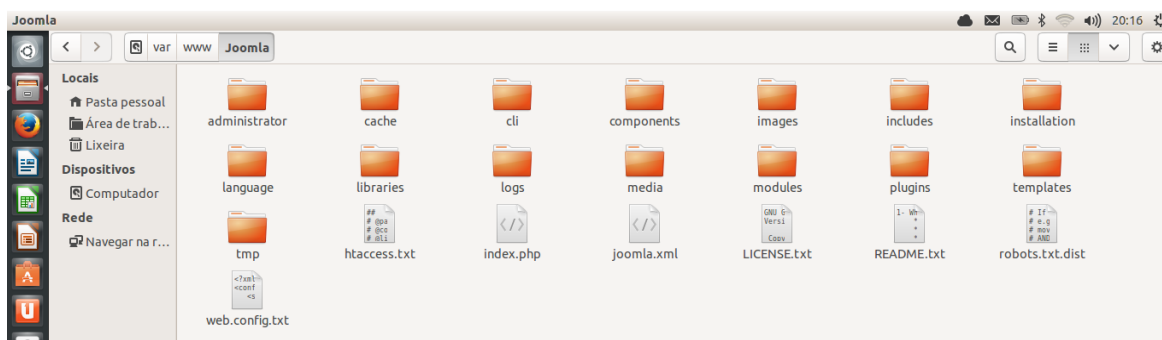 Joomla
20:16
var www Joomla
Locais
Pasta pessoal
Área de trab...
Lixeira
Dispositivos
Computador
Rede
Navegar na r...
administrator cache cli components images includes installation
language libraries logs media modules plugins templates
tmp htaccess.txt index.php joomla.xml LICENSE.txt README.txt robots.txt.dist
web.config.txt